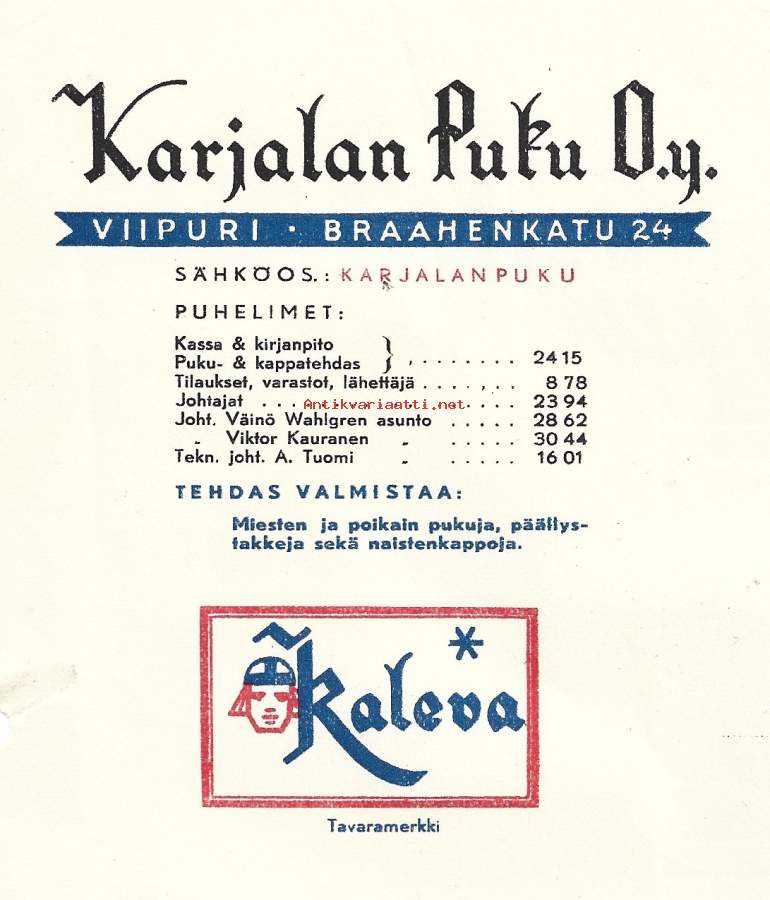 Karjalan Puku O.y.
VIIPURI · BRAAHENKATU 24
SÄHKÖOS.: KARJALANPUKU
PUHELIMET:
Kassa & kirjanpito
Puku- & kappatehdas } . . . . . . . . 24 15
Tilaukset, varastot, lähettäjä . . . . . . . 8 78
Johtajat . . . . . . . . 23 94
Antikvariaatti.net
Joht. Väinö Wahlgren asunto . . . . . 28 62
„ Viktor Kauranen „ . . . . . 30 44
Tekn. joht. A. Tuomi „ . . . . . 16 01
TEHDAS VALMISTAA:
Miesten ja poikain pukuja, päällys-
takkeja sekä naistenkappoja.
Kaleva *
Tavaramerkki